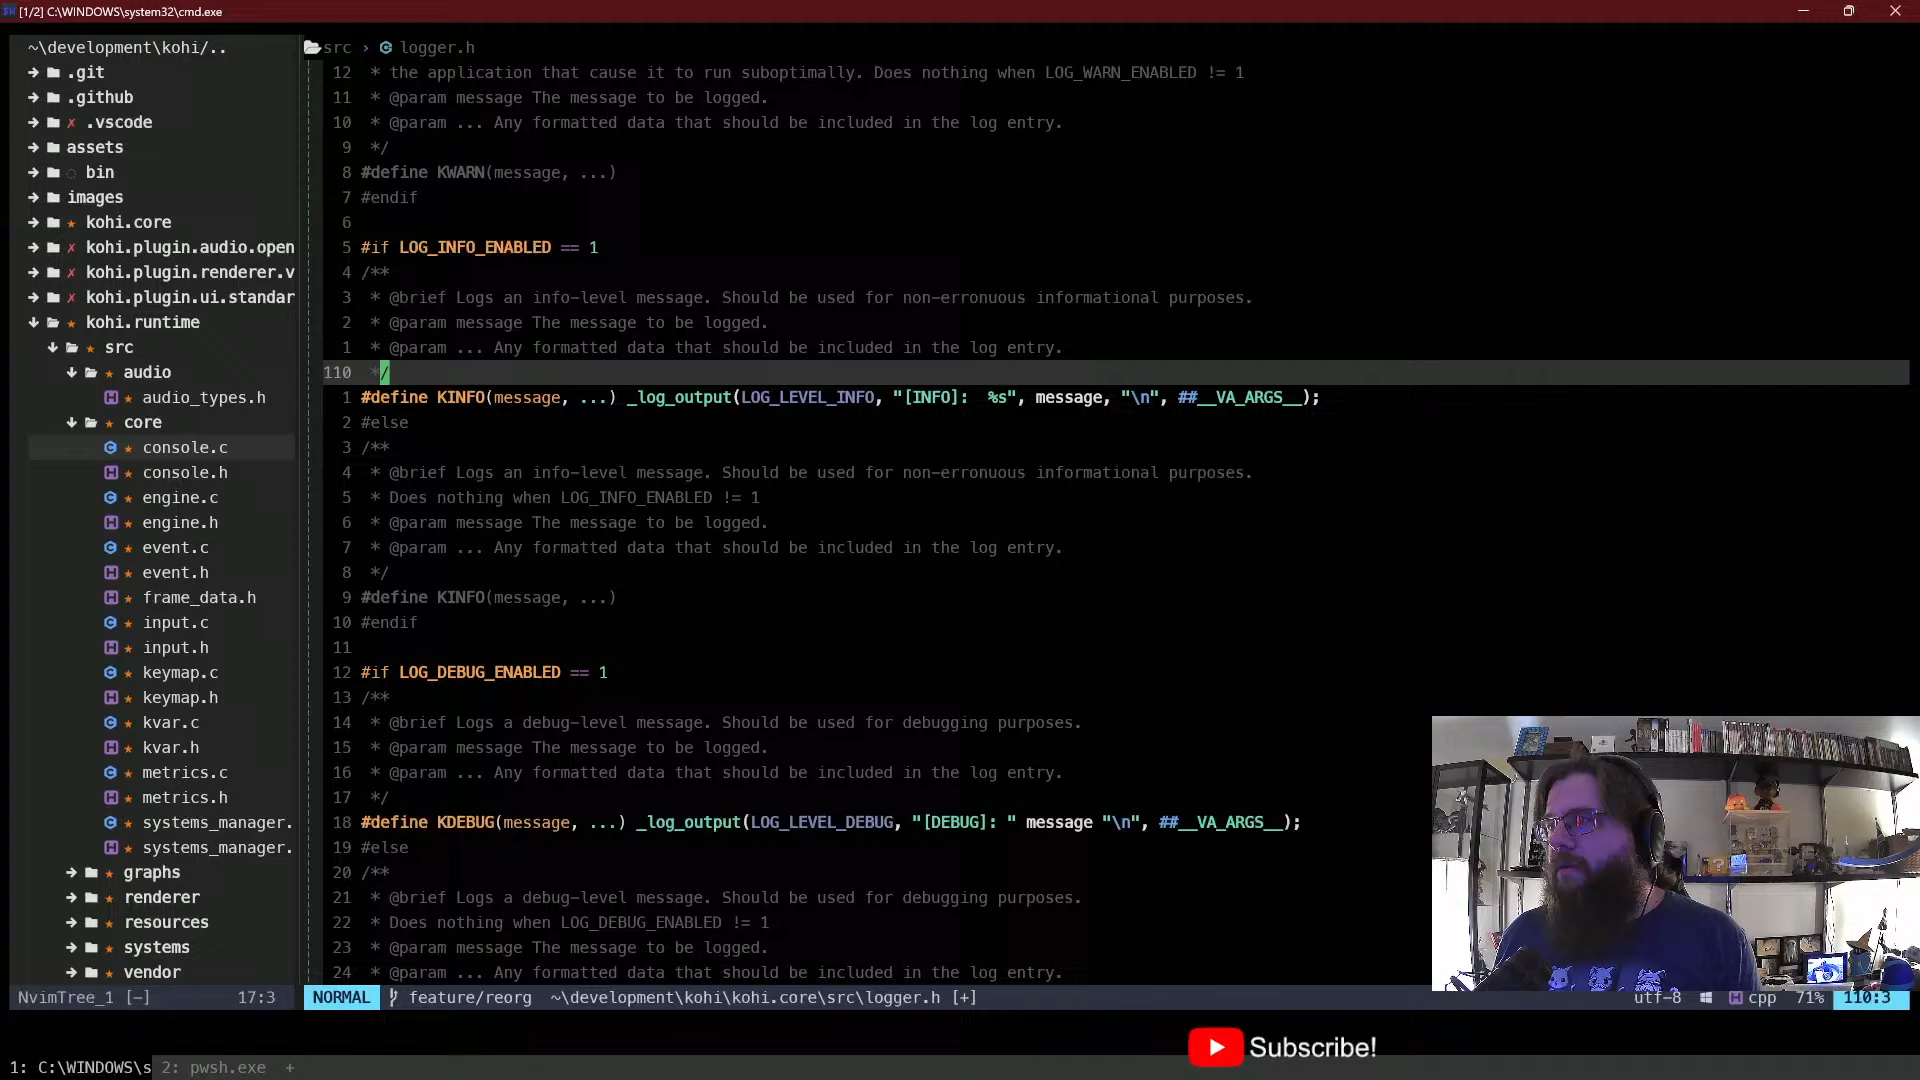 [1/2] C:\WINDOWS\system32\cmd.exe
~\development\kohi/..
.git
.github
.vscode
assets
bin
images
kohi.core
kohi.plugin.audio.open
kohi.plugin.renderer.v
kohi.plugin.ui.standar
kohi.runtime
src
audio
audio_types.h
core
console.c
console.h
engine.c
engine.h
event.c
event.h
frame_data.h
input.c
input.h
keymap.c
keymap.h
kvar.c
kvar.h
metrics.c
metrics.h
systems_manager.
systems_manager.
graphs
renderer
resources
systems
vendor
NvimTree_1 [-] 17:3
src › logger.h
12 * the application that cause it to run suboptimally. Does nothing when LOG_WARN_ENABLED != 1
11 * @param message The message to be logged.
10 * @param ... Any formatted data that should be included in the log entry.
9 */
8 #define KWARN(message, ...)
7 #endif
6
5 #if LOG_INFO_ENABLED == 1
4 /**
3 * @brief Logs an info-level message. Should be used for non-erronuous informational purposes.
2 * @param message The message to be logged.
1 * @param ... Any formatted data that should be included in the log entry.
110 */
1 #define KINFO(message, ...) _log_output(LOG_LEVEL_INFO, "[INFO]:  %s", message, "\n", ##__VA_ARGS__);
2 #else
3 /**
4 * @brief Logs an info-level message. Should be used for non-erronuous informational purposes.
5 * Does nothing when LOG_INFO_ENABLED != 1
6 * @param message The message to be logged.
7 * @param ... Any formatted data that should be included in the log entry.
8 */
9 #define KINFO(message, ...)
10 #endif
11
12 #if LOG_DEBUG_ENABLED == 1
13 /**
14 * @brief Logs a debug-level message. Should be used for debugging purposes.
15 * @param message The message to be logged.
16 * @param ... Any formatted data that should be included in the log entry.
17 */
18 #define KDEBUG(message, ...) _log_output(LOG_LEVEL_DEBUG, "[DEBUG]: " message "\n", ##__VA_ARGS__);
19 #else
20 /**
21 * @brief Logs a debug-level message. Should be used for debugging purposes.
22 * Does nothing when LOG_DEBUG_ENABLED != 1
23 * @param message The message to be logged.
24 * @param ... Any formatted data that should be included in the log entry.
NORMAL feature/reorg ~\development\kohi\kohi.core\src\logger.h [+] utf-8 cpp 71% 110:3
Subscribe!
1: C:\WINDOWS\s 2: pwsh.exe +